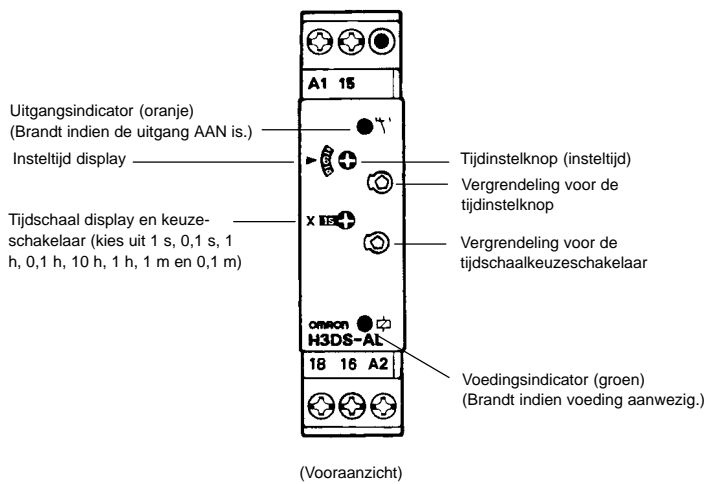 A1 15
Uitgangsindicator (oranje)
(Brandt indien de uitgang AAN is.)
Insteltijd display
Tijdinstelknop (insteltijd)
Vergrendeling voor de
tijdinstelknop
Tijdschaal display en keuze-
schakelaar (kies uit 1 s, 0,1 s, 1
h, 0,1 h, 10 h, 1 h, 1 m en 0,1 m)
X 1S
Vergrendeling voor de
tijdschaalkeuzeschakelaar
OMRON
H3DS-AL
18 16 A2
Voedingsindicator (groen)
(Brandt indien voeding aanwezig.)
(Vooraanzicht)